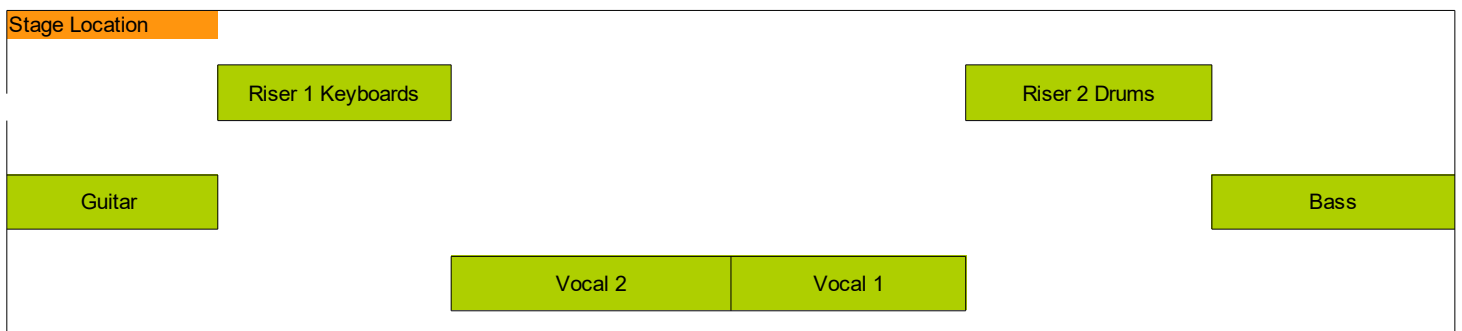 Stage Location
Riser 1 Keyboards
Riser 2 Drums
Guitar
Bass
Vocal 2
Vocal 1